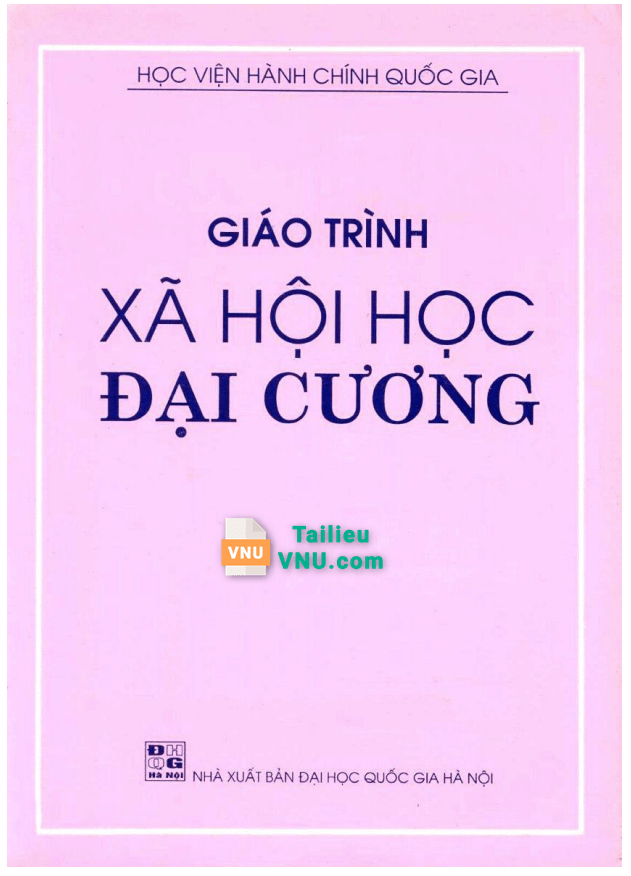 HỌC VIỆN HÀNH CHÍNH QUỐC GIA
GIÁO TRÌNH
XÃ HỘI HỌC
ĐẠI CƯƠNG
VNU
Tailieu
VNU.com
ĐH
QG
Hà NỘI
NHÀ XUẤT BẢN ĐẠI HỌC QUỐC GIA HÀ NỘI